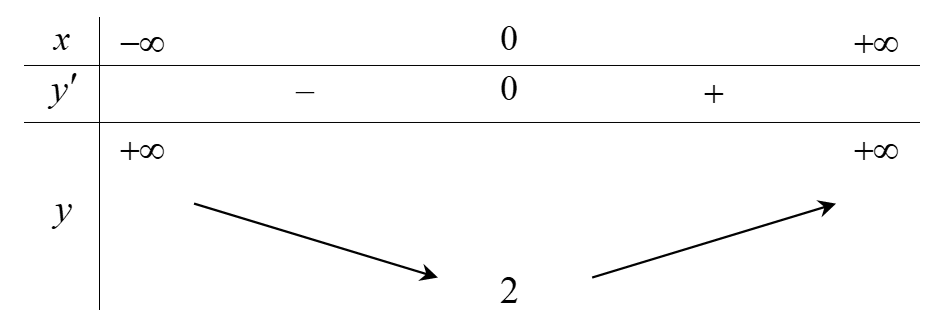 x −∞ 0 +∞
y′ − 0 +
+∞ +∞
y
2